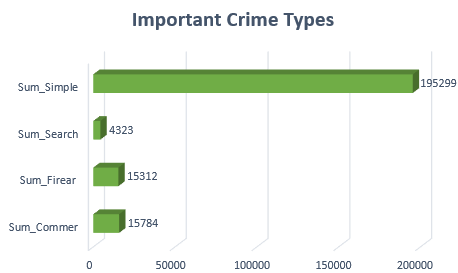 Important Crime Types
Sum_Simple 195299
Sum_Search 4323
Sum_Firear 15312
Sum_Commer 15784
0 50000 100000 150000 200000